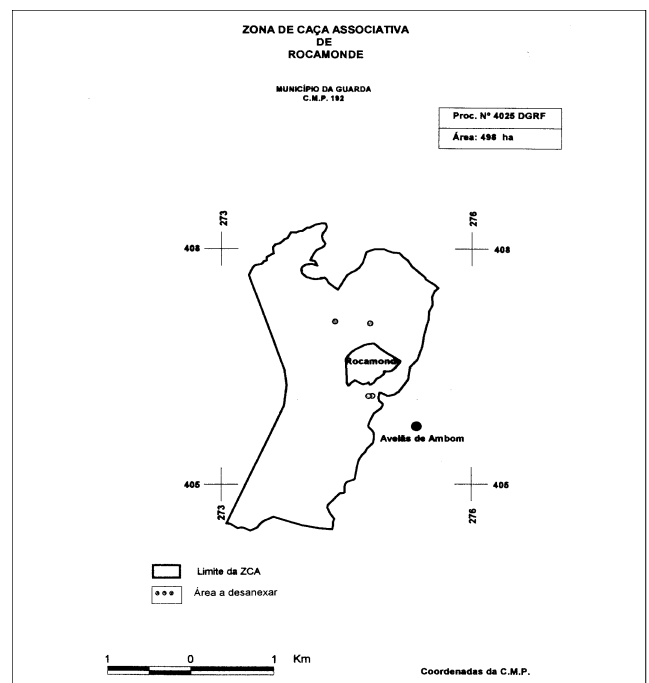 ZONA DE CAÇA ASSOCIATIVA
DE
ROCAMONDE
MUNICÍPIO DA GUARDA
C.M.P. 192
Proc. Nº 4025 DGRF
Área: 498 ha
273
276
408
408
Rocamonde
Avelãs de Ambom
405
405
273
276
Limite da ZCA
Área a desanexar
1 0 1 Km
Coordenadas da C.M.P.